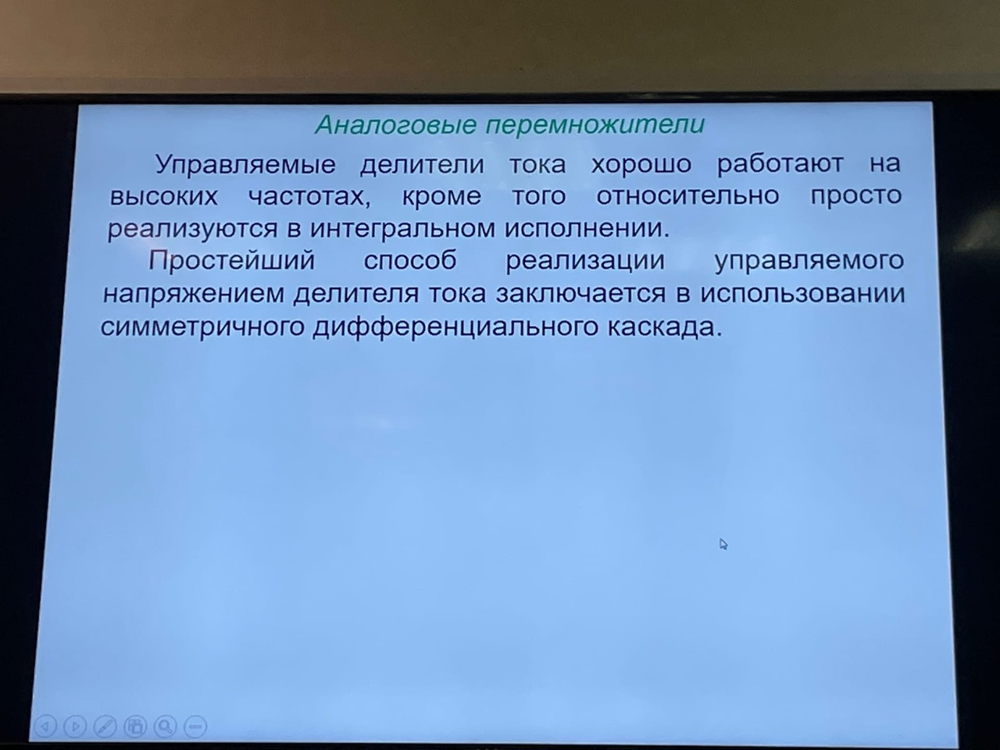 Аналоговые перемножители
Управляемые делители тока хорошо работают на
высоких частотах, кроме того относительно просто
реализуются в интегральном исполнении.
Простейший способ реализации управляемого
напряжением делителя тока заключается в использовании
симметричного дифференциального каскада.